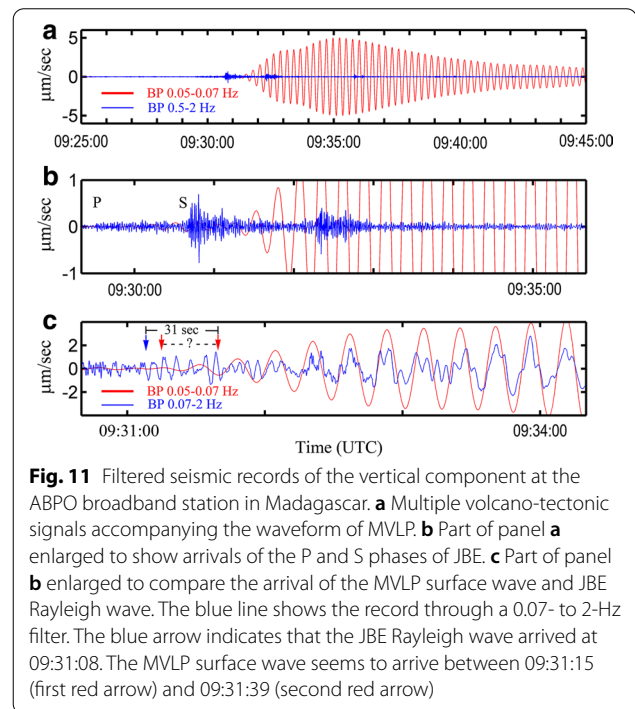 a
μm/sec
5
0
-5
BP 0.05-0.07 Hz
BP 0.5-2 Hz
09:25:00 09:30:00 09:35:00 09:40:00 09:45:00
b
μm/sec
1
0
-1
P S
09:30:00 09:35:00
c
μm/sec
2
0
-2
31 sec
?
BP 0.05-0.07 Hz
BP 0.07-2 Hz
09:31:00 09:34:00
Time (UTC)
Fig. 11 Filtered seismic records of the vertical component at the
ABPO broadband station in Madagascar. a Multiple volcano-tectonic
signals accompanying the waveform of MVLP. b Part of panel a
enlarged to show arrivals of the P and S phases of JBE. c Part of panel
b enlarged to compare the arrival of the MVLP surface wave and JBE
Rayleigh wave. The blue line shows the record through a 0.07- to 2-Hz
filter. The blue arrow indicates that the JBE Rayleigh wave arrived at
09:31:08. The MVLP surface wave seems to arrive between 09:31:15
(first red arrow) and 09:31:39 (second red arrow)